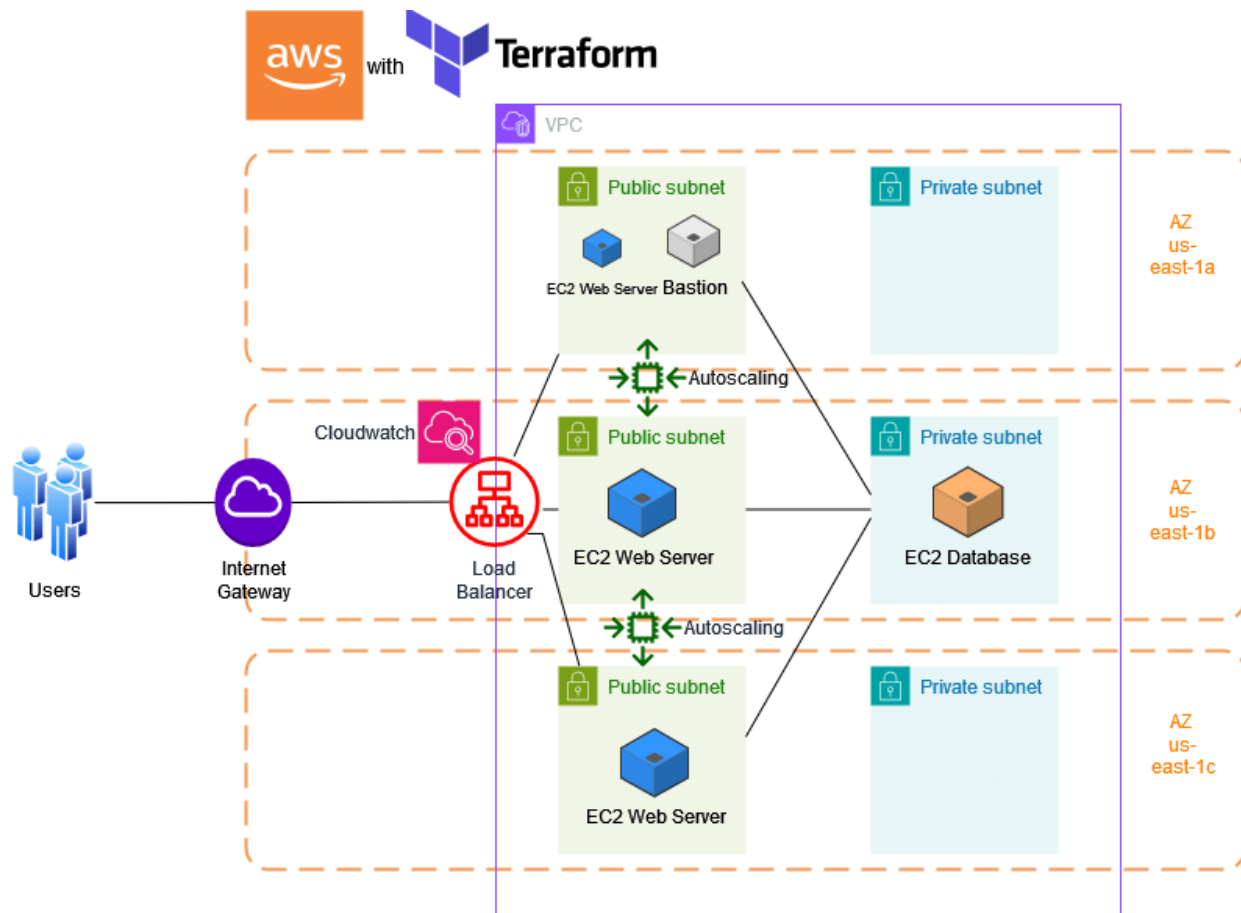 aws with Terraform
VPC
Public subnet
Private subnet
EC2 Web Server Bastion
AZ
us-
east-1a
Autoscaling
Cloudwatch
Public subnet
Private subnet
EC2 Web Server
EC2 Database
AZ
us-
east-1b
Users
Internet
Gateway
Load
Balancer
Autoscaling
Public subnet
Private subnet
EC2 Web Server
AZ
us-
east-1c